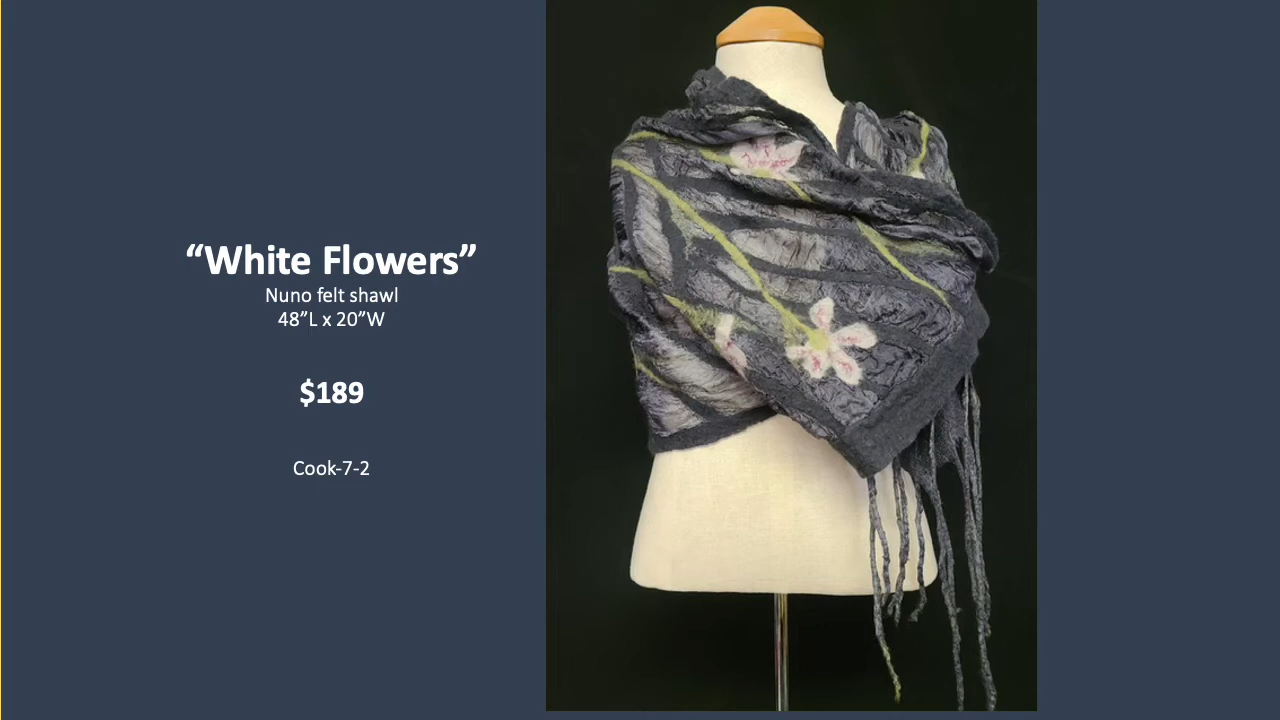 “White Flowers”
Nuno felt shawl
48”L x 20”W
$189
Cook-7-2